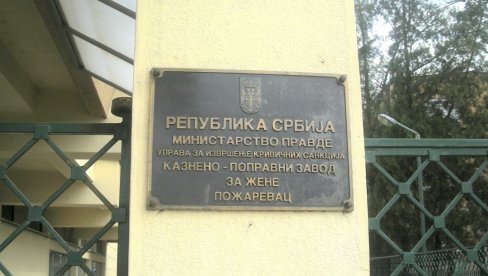 РЕПУБЛИКА СРБИЈА
МИНИСТАРСТВО ПРАВДЕ
УПРАВА ЗА ИЗВРШЕЊЕ КРИВИЧНИХ САНКЦИЈА
КАЗНЕНО - ПОПРАВНИ ЗАВОД
ЗА ЖЕНЕ
ПОЖАРЕВАЦ